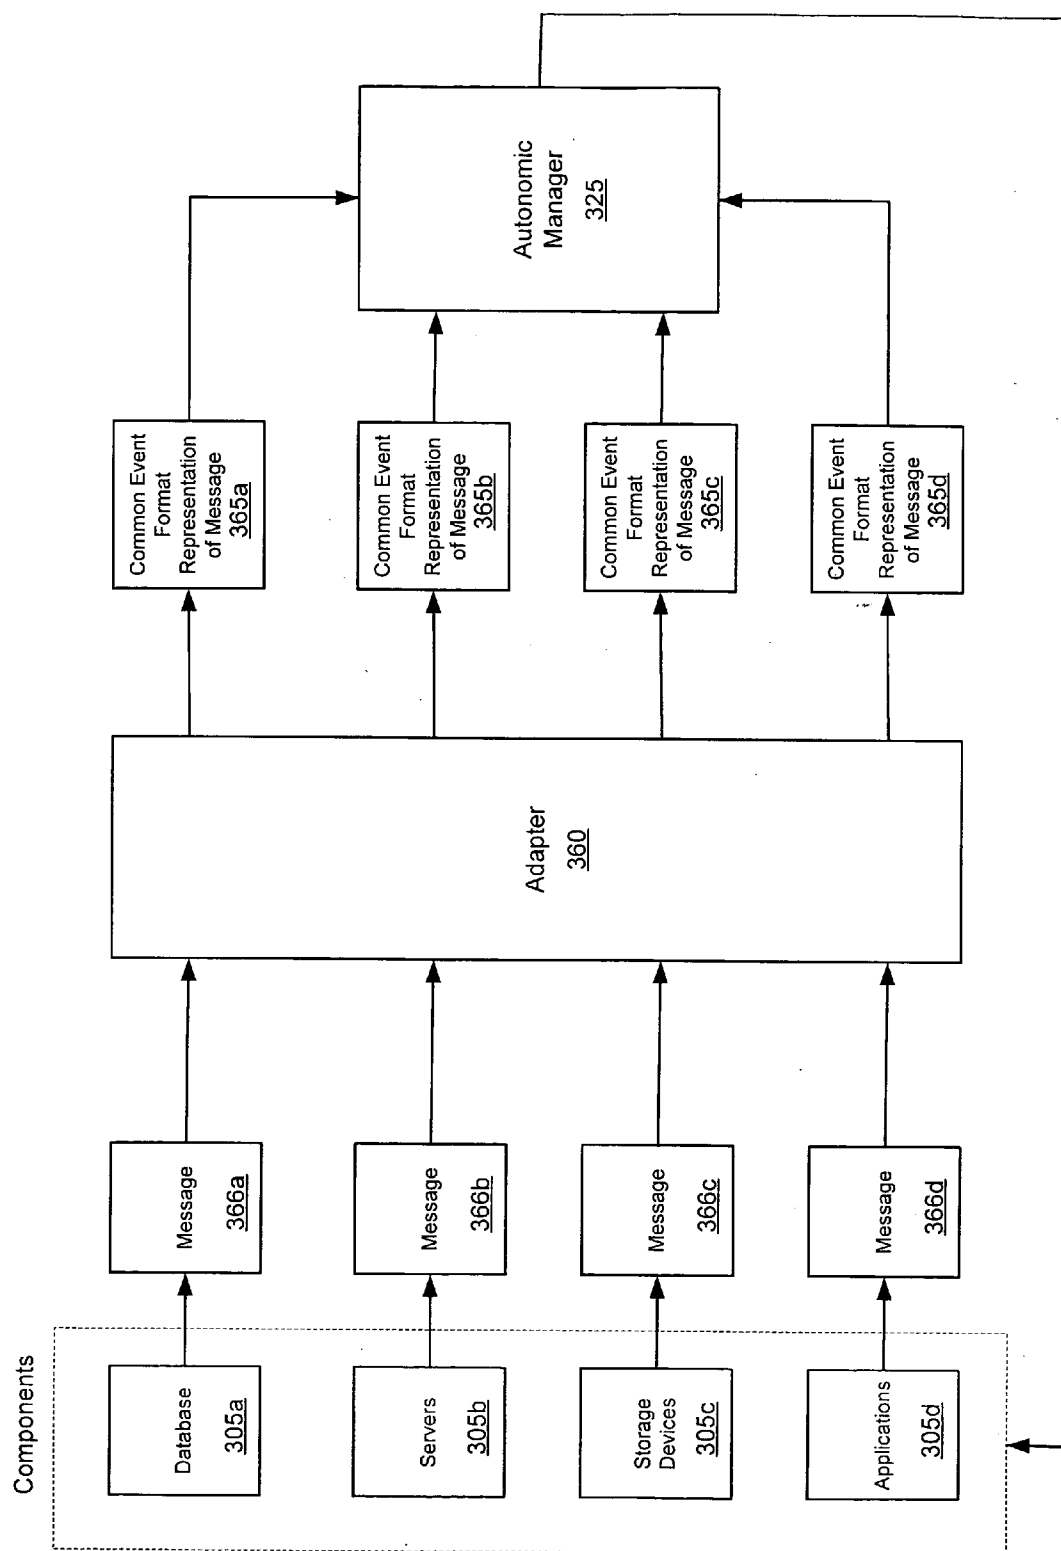 Components
Database
305a
Servers
305b
Storage
Devices
305c
Applications
305d
Message
366a
Message
366b
Message
366c
Message
366d
Adapter
360
Common Event
Format
Representation
of Message
365a
Common Event
Format
Representation
of Message
365b
Common Event
Format
Representation
of Message
365c
Common Event
Format
Representation
of Message
365d
Autonomic
Manager
325